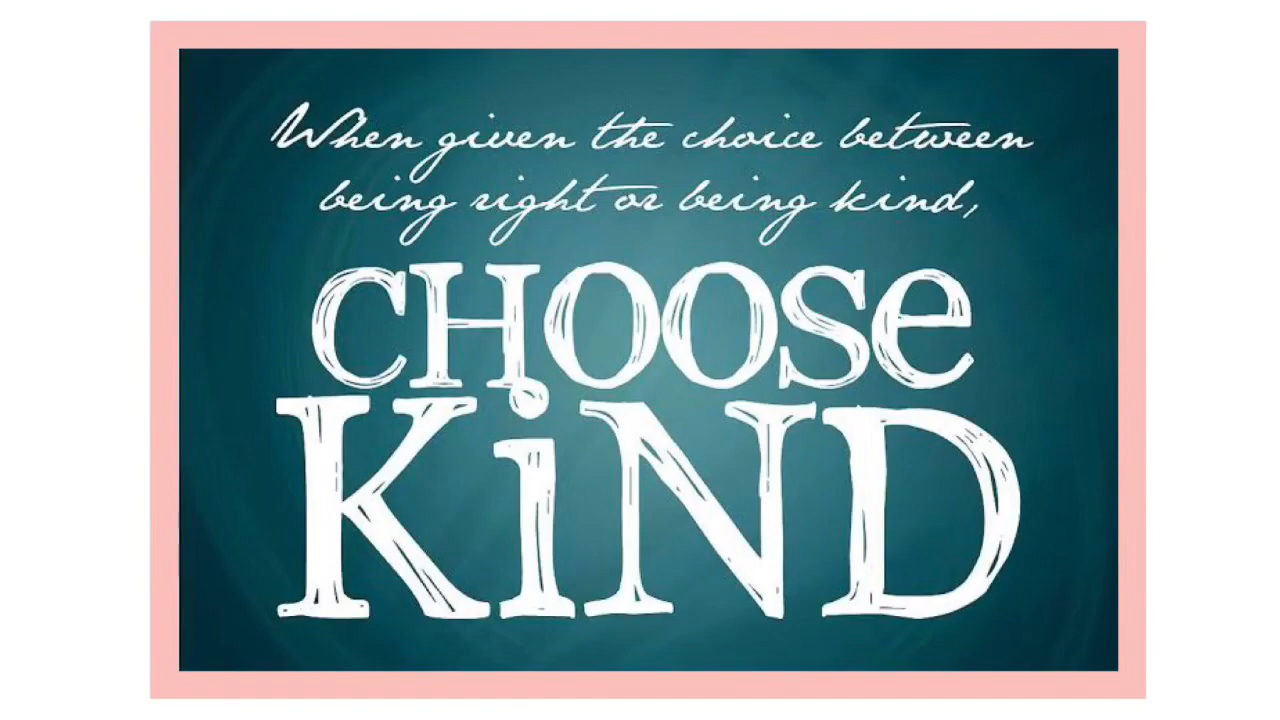 When given the choice between
being right or being kind,
CHOOSe
KiND